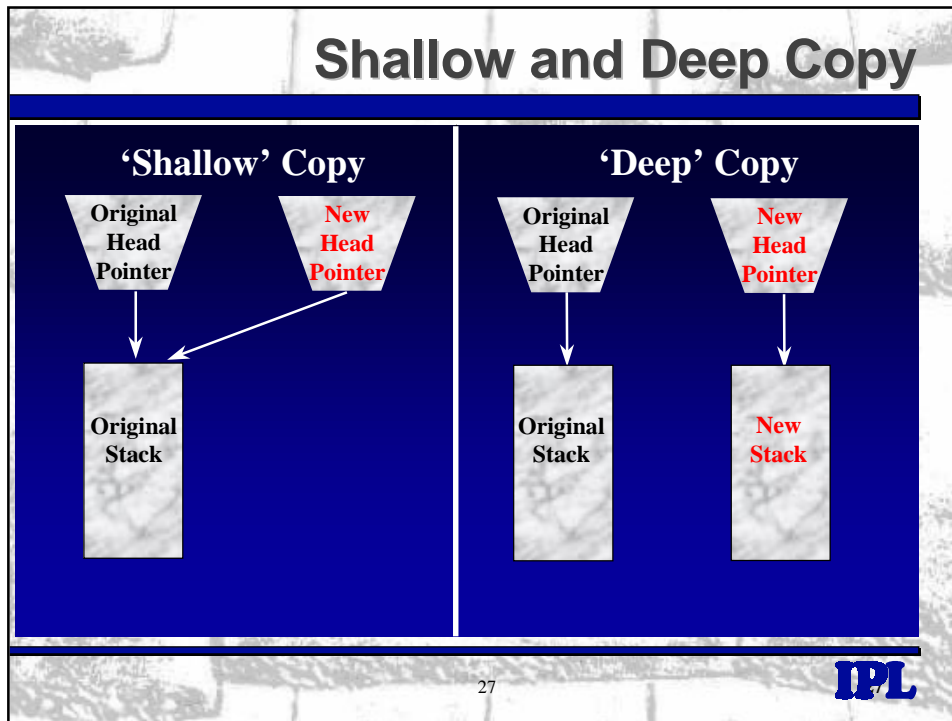 Shallow and Deep Copy
‘Shallow’ Copy
Original
Head
Pointer
New
Head
Pointer
Original
Stack
‘Deep’ Copy
Original
Head
Pointer
New
Head
Pointer
Original
Stack
New
Stack
27
IPL